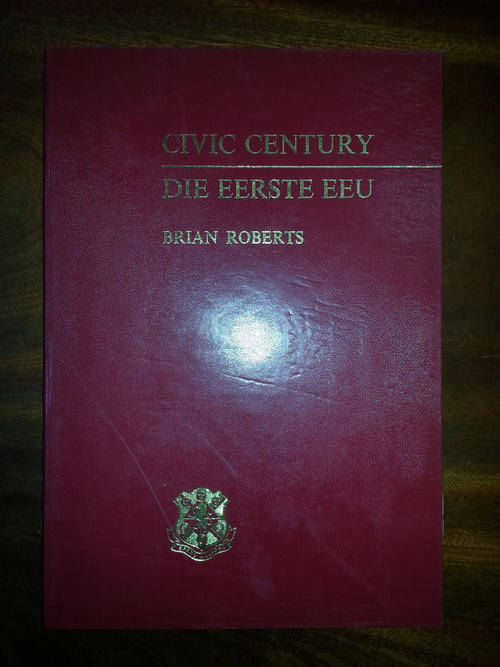 CIVIC CENTURY
DIE EERSTE EEU
BRIAN ROBERTS